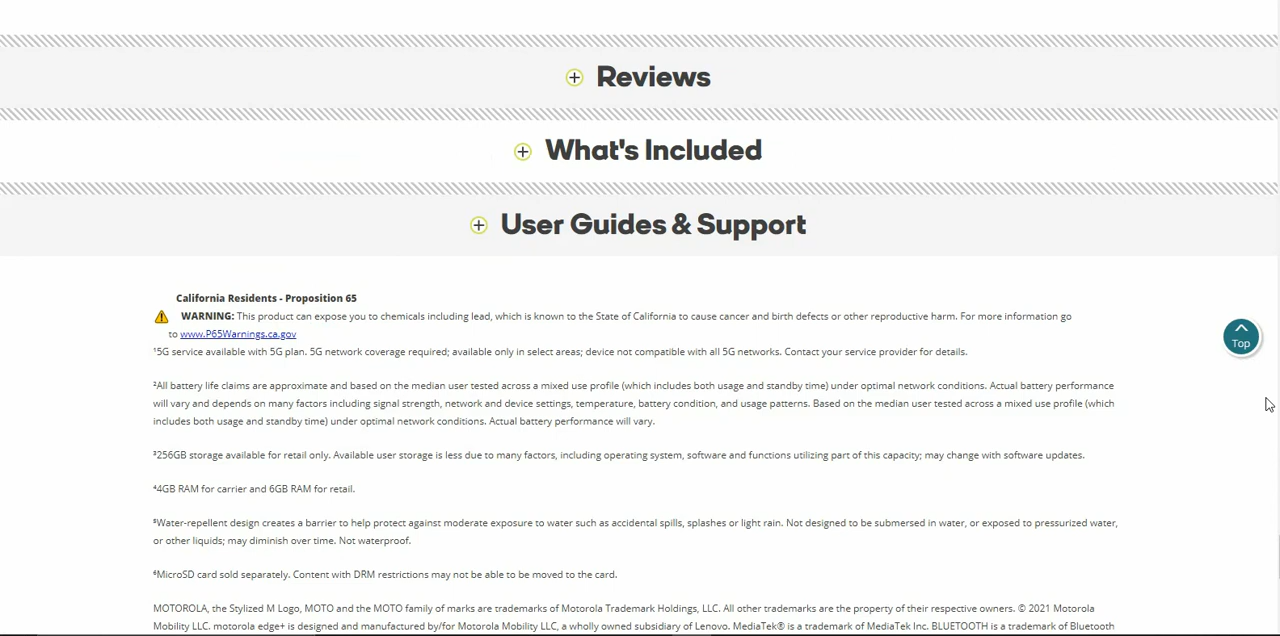 Reviews
What's Included
User Guides & Support
California Residents - Proposition 65
WARNING: This product can expose you to chemicals including lead, which is known to the State of California to cause cancer and birth defects or other reproductive harm. For more information go
to www.P65Warnings.ca.gov
¹5G service available with 5G plan. 5G network coverage required; available only in select areas; device not compatible with all 5G networks. Contact your service provider for details.
Top
²All battery life claims are approximate and based on the median user tested across a mixed use profile (which includes both usage and standby time) under optimal network conditions. Actual battery performance
will vary and depends on many factors including signal strength, network and device settings, temperature, battery condition, and usage patterns. Based on the median user tested across a mixed use profile (which
includes both usage and standby time) under optimal network conditions. Actual battery performance will vary.
³256GB storage available for retail only. Available user storage is less due to many factors, including operating system, software and functions utilizing part of this capacity; may change with software updates.
⁴4GB RAM for carrier and 6GB RAM for retail.
⁵Water-repellent design creates a barrier to help protect against moderate exposure to water such as accidental spills, splashes or light rain. Not designed to be submersed in water, or exposed to pressurized water,
or other liquids; may diminish over time. Not waterproof.
⁶MicroSD card sold separately. Content with DRM restrictions may not be able to be moved to the card.
MOTOROLA, the Stylized M Logo, MOTO and the MOTO family of marks are trademarks of Motorola Trademark Holdings, LLC. All other trademarks are the property of their respective owners. © 2021 Motorola
Mobility LLC. motorola edge+ is designed and manufactured by/for Motorola Mobility LLC, a wholly owned subsidiary of Lenovo. MediaTek® is a trademark of MediaTek Inc. BLUETOOTH is a trademark of Bluetooth